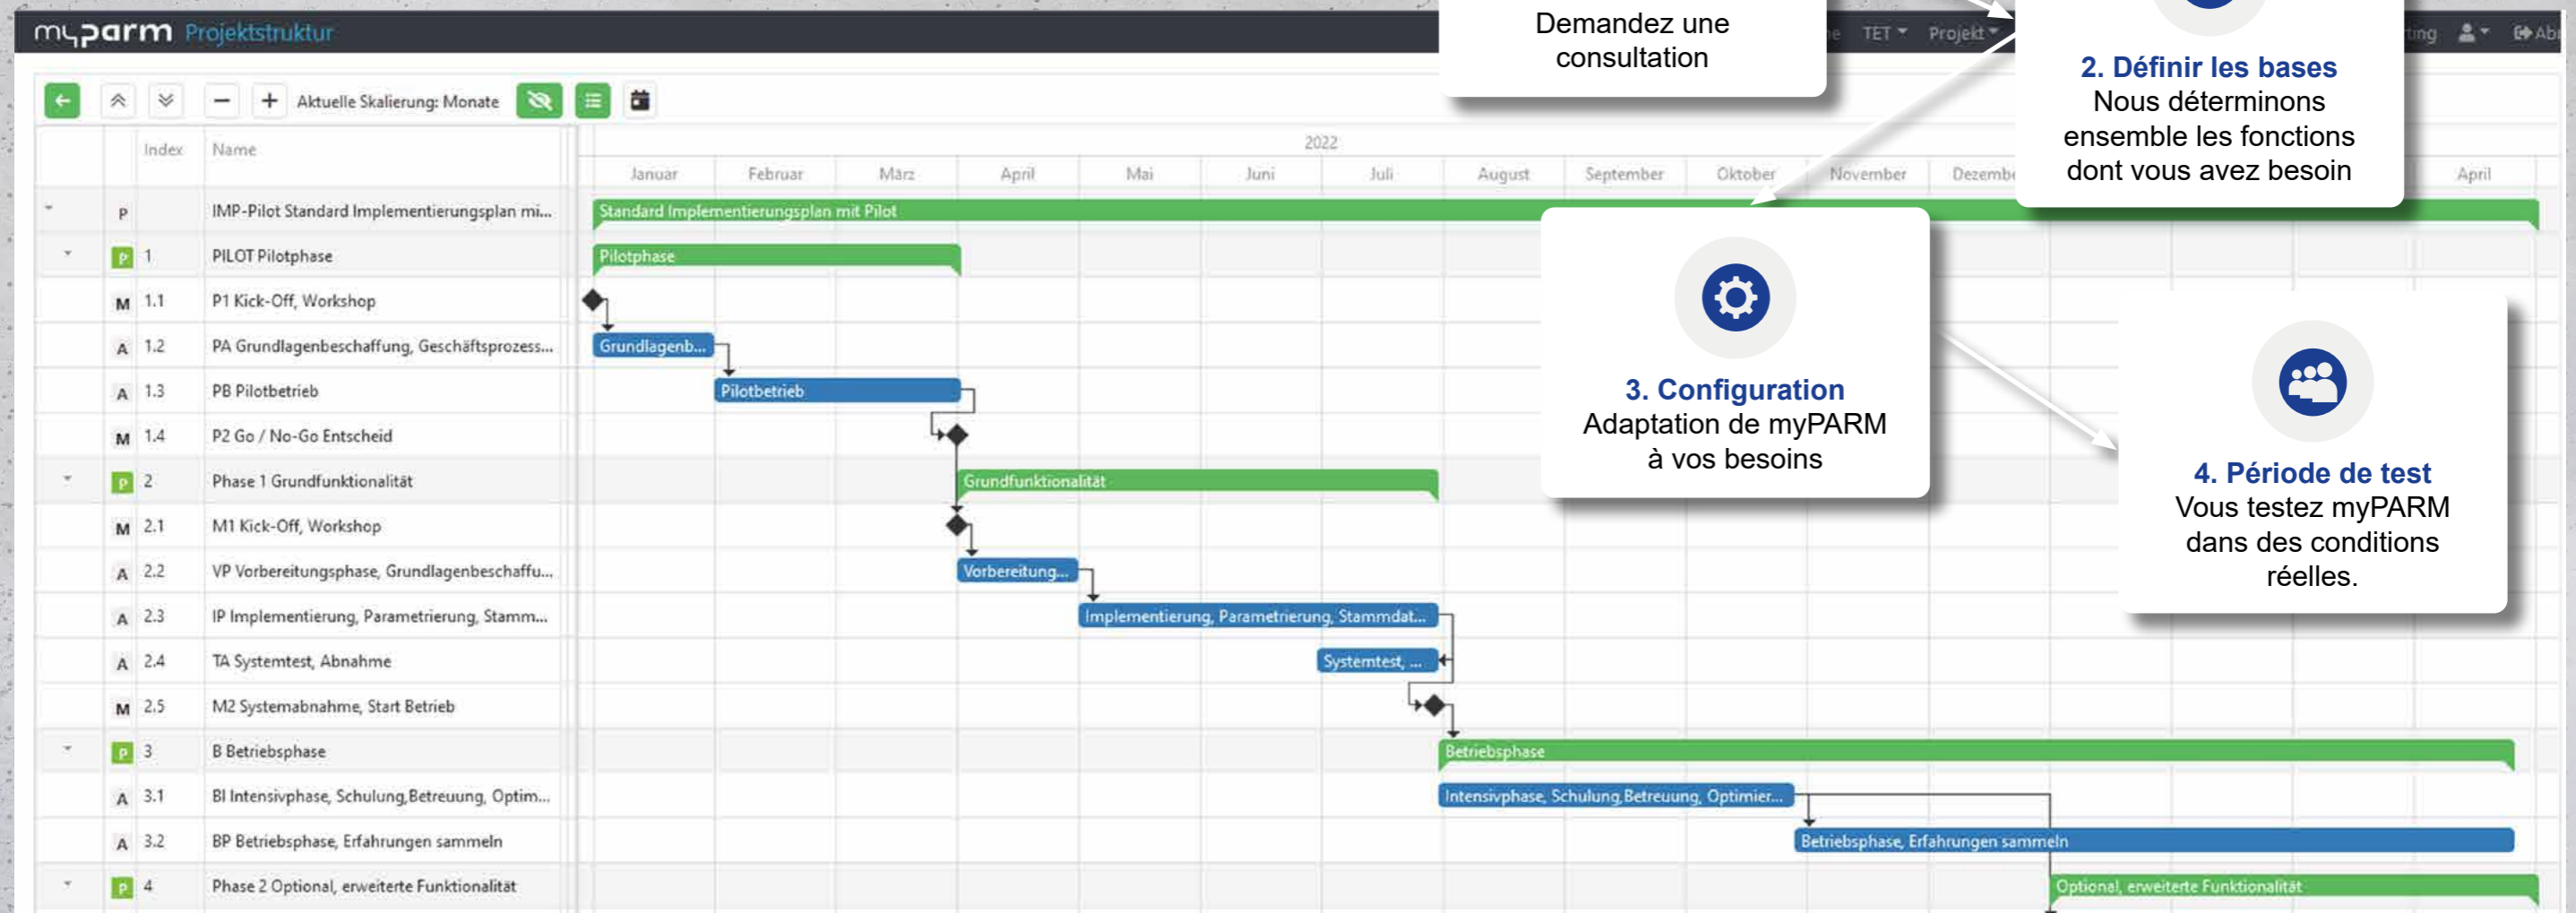 myparm Projektstruktur
TET Projekt
Demandez une
consultation
2. Définir les bases
Nous déterminons
ensemble les fonctions
dont vous avez besoin
Aktuelle Skalierung: Monate
Index Name
2022
Januar Februar März April Mai Juni Juli August September Oktober November April
P IMP-Pilot Standard Implementierungsplan mi...
Standard Implementierungsplan mit Pilot
P 1 PILOT Pilotphase
Pilotphase
M 1.1 P1 Kick-Off, Workshop
A 1.2 PA Grundlagenbeschaffung, Geschäftsprozess...
Grundlagenb...
A 1.3 PB Pilotbetrieb
Pilotbetrieb
M 1.4 P2 Go / No-Go Entscheid
P 2 Phase 1 Grundfunktionalität
Grundfunktionalität
M 2.1 M1 Kick-Off, Workshop
A 2.2 VP Vorbereitungsphase, Grundlagenbeschaffu...
Vorbereitung...
A 2.3 IP Implementierung, Parametrierung, Stamm...
Implementierung, Parametrierung, Stammdat...
A 2.4 TA Systemtest, Abnahme
Systemtest, ...
M 2.5 M2 Systemabnahme, Start Betrieb
P 3 B Betriebsphase
Betriebsphase
A 3.1 BI Intensivphase, Schulung,Betreuung, Optim...
Intensivphase, Schulung,Betreuung, Optimier...
A 3.2 BP Betriebsphase, Erfahrungen sammeln
Betriebsphase, Erfahrungen sammeln
P 4 Phase 2 Optional, erweiterte Funktionalität
Optional, erweiterte Funktionalität
3. Configuration
Adaptation de myPARM
à vos besoins
4. Période de test
Vous testez myPARM
dans des conditions
réelles.